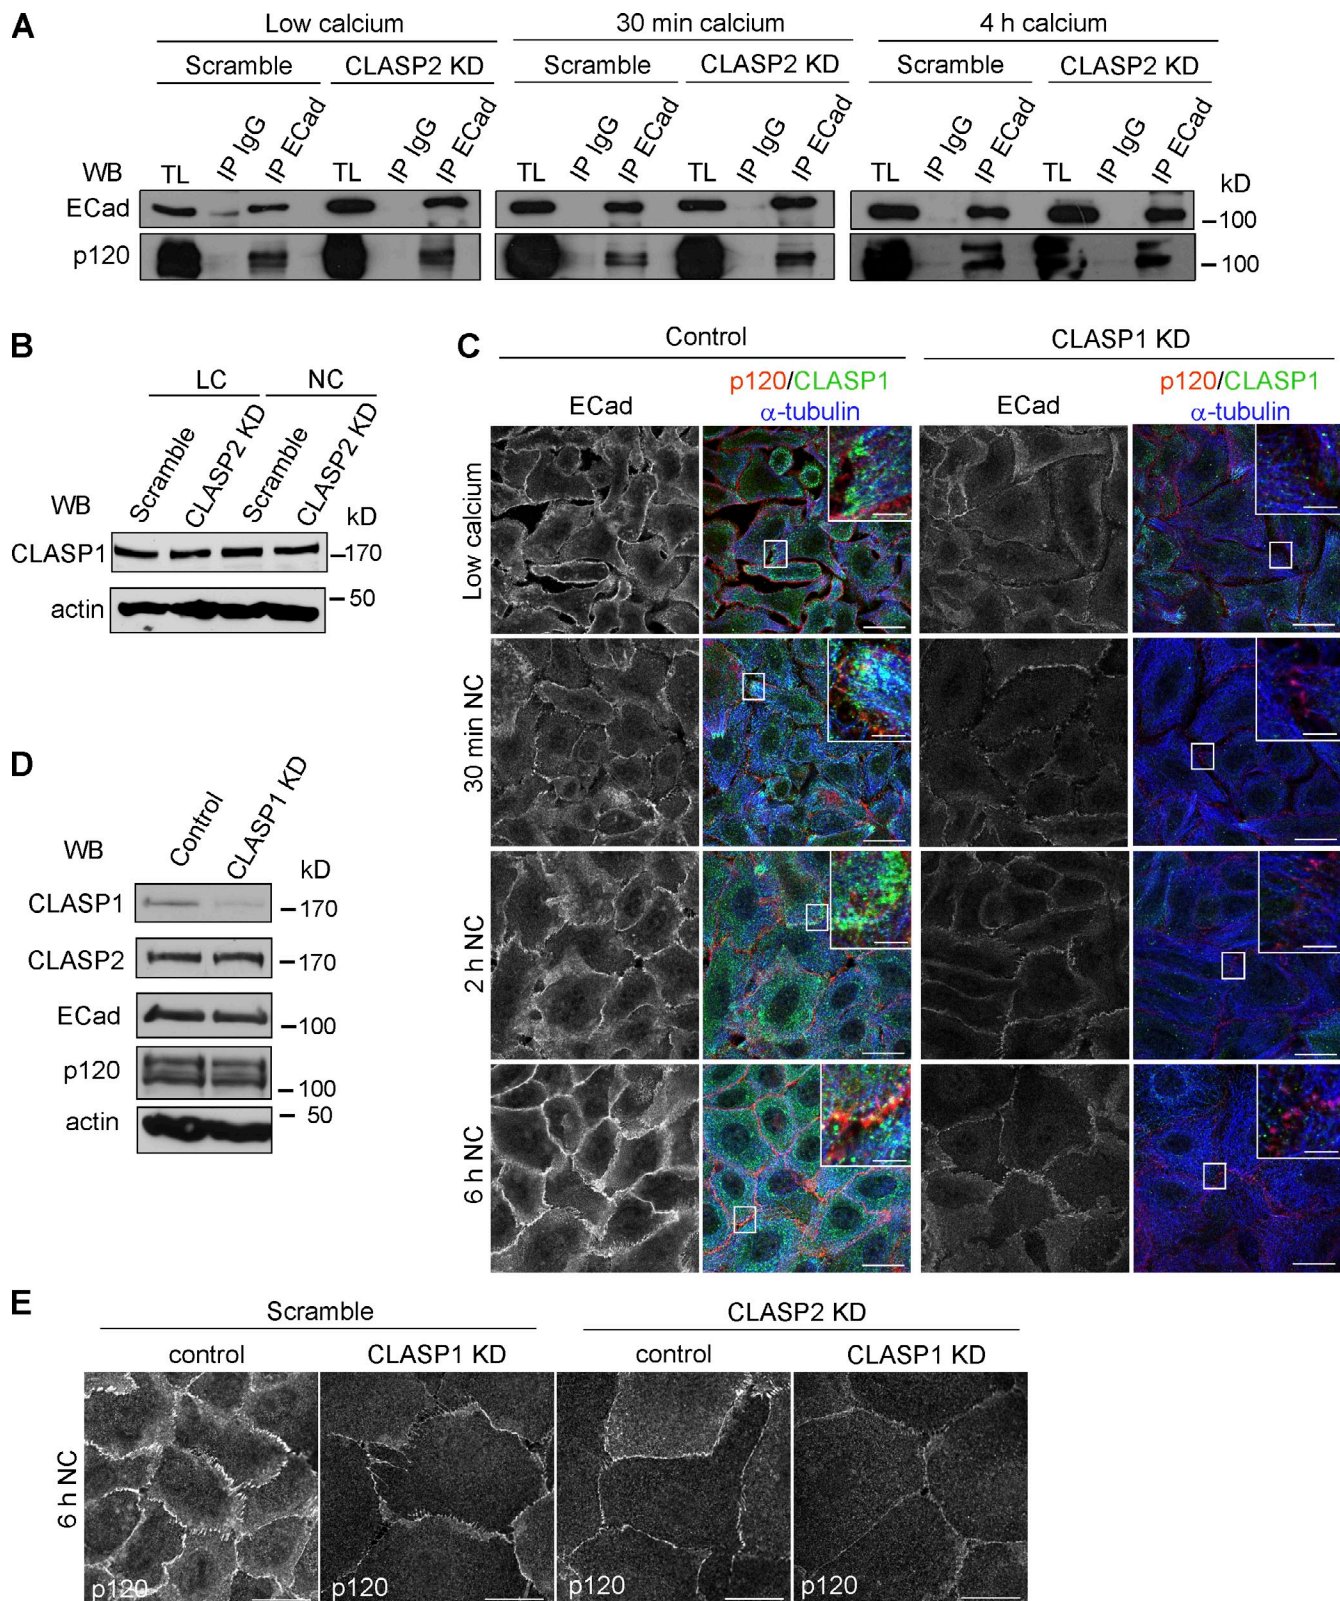 A
Low calcium 30 min calcium 4 h calcium
Scramble CLASP2 KD Scramble CLASP2 KD Scramble CLASP2 KD
WB TL IP IgG IP ECad TL IP IgG IP ECad TL IP IgG IP ECad TL IP IgG IP ECad TL IP IgG IP ECad TL IP IgG IP ECad kD
ECad 100
p120 100
B
LC NC
WB Scramble CLASP2 KD Scramble CLASP2 KD kD
CLASP1 170
actin 50
C
Control CLASP1 KD
p120/CLASP1 p120/CLASP1
ECad α-tubulin ECad α-tubulin
Low calcium
30 min NC
2 h NC
6 h NC
D
WB Control CLASP1 KD kD
CLASP1 170
CLASP2 170
ECad 100
p120 100
actin 50
E
Scramble CLASP2 KD
control CLASP1 KD control CLASP1 KD
6 h NC
p120 p120 p120 p120